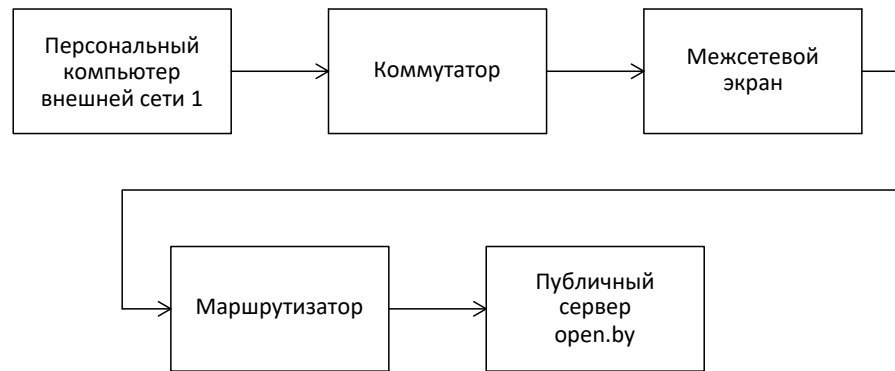 Персональный
компьютер
внешней сети 1
Коммутатор
Межсетевой
экран
Маршрутизатор
Публичный
сервер
open.by